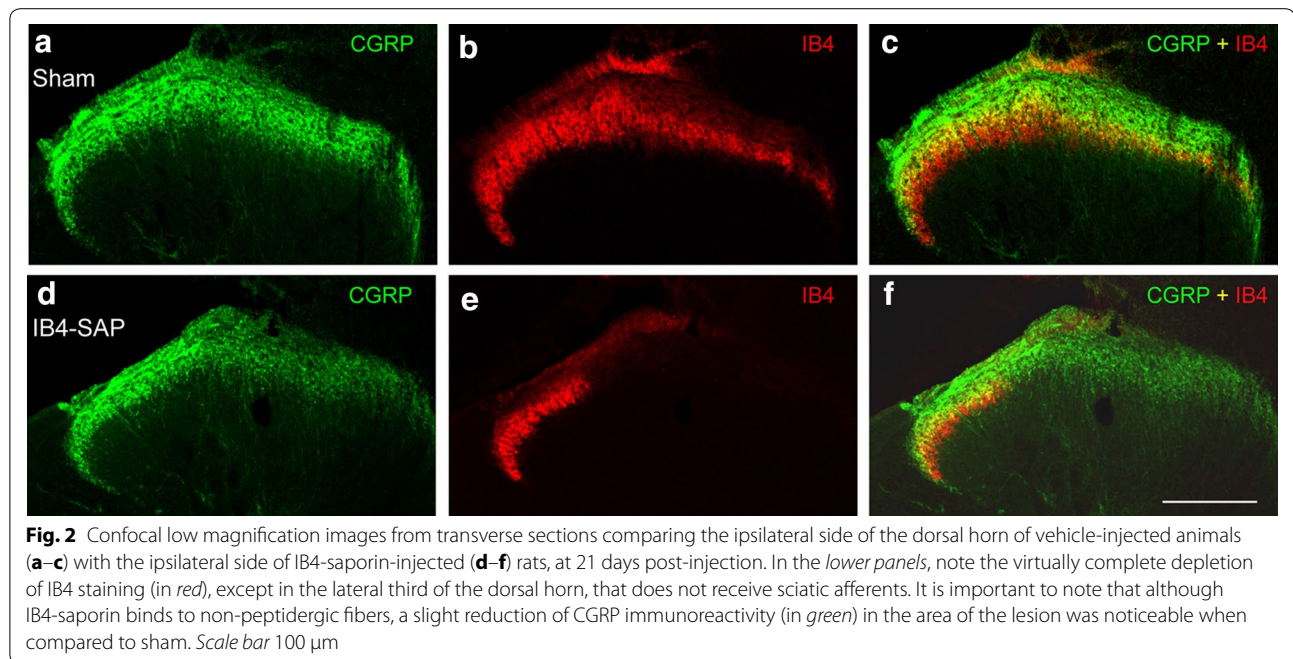 a CGRP
Sham
b IB4
c CGRP + IB4
d CGRP
IB4-SAP
e IB4
f CGRP + IB4
Fig. 2 Confocal low magnification images from transverse sections comparing the ipsilateral side of the dorsal horn of vehicle-injected animals
(a–c) with the ipsilateral side of IB4-saporin-injected (d–f) rats, at 21 days post-injection. In the lower panels, note the virtually complete depletion
of IB4 staining (in red), except in the lateral third of the dorsal horn, that does not receive sciatic afferents. It is important to note that although
IB4-saporin binds to non-peptidergic fibers, a slight reduction of CGRP immunoreactivity (in green) in the area of the lesion was noticeable when
compared to sham. Scale bar 100 μm